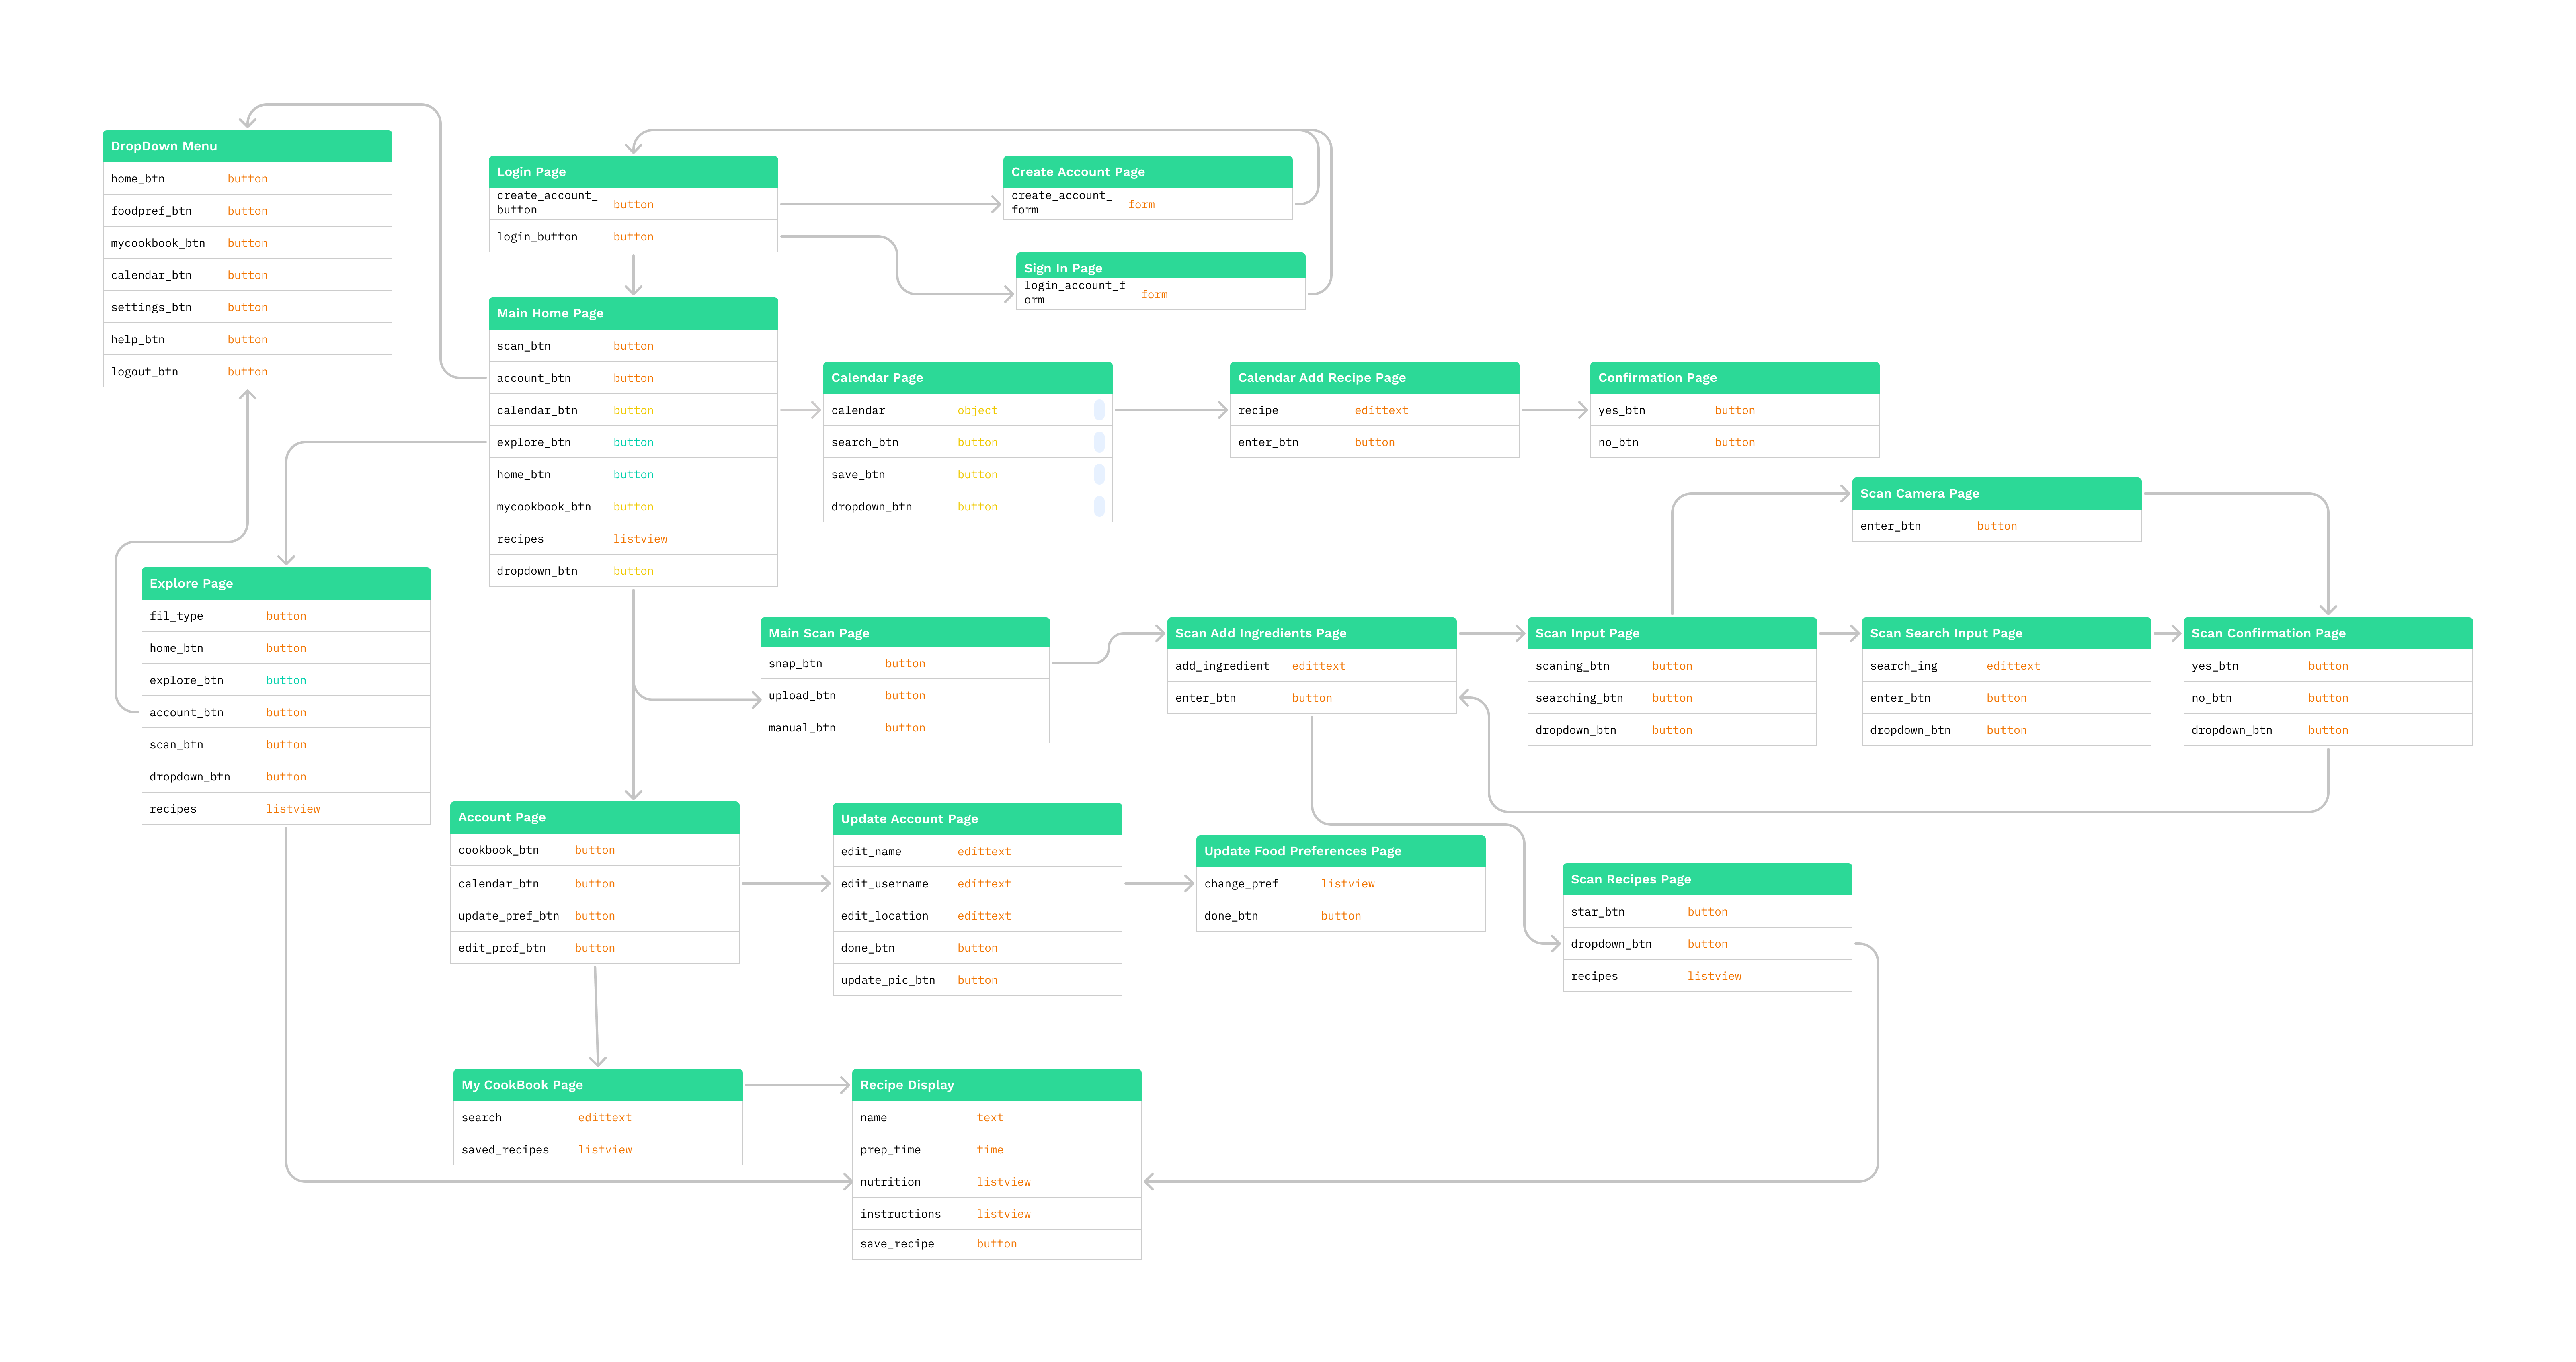 DropDown Menu
home_btn button
foodpref_btn button
mycookbook_btn button
calendar_btn button
settings_btn button
help_btn button
logout_btn button
Login Page
create_account_
button button
login_button button
Create Account Page
create_account_
form form
Sign In Page
login_account_f
orm form
Main Home Page
scan_btn button
account_btn button
calendar_btn button
explore_btn button
home_btn button
mycookbook_btn button
recipes listview
dropdown_btn button
Calendar Page
calendar object
search_btn button
save_btn button
dropdown_btn button
Calendar Add Recipe Page
recipe edittext
enter_btn button
Confirmation Page
yes_btn button
no_btn button
Scan Camera Page
enter_btn button
Explore Page
fil_type button
home_btn button
explore_btn button
account_btn button
scan_btn button
dropdown_btn button
recipes listview
Main Scan Page
snap_btn button
upload_btn button
manual_btn button
Scan Add Ingredients Page
add_ingredient edittext
enter_btn button
Scan Input Page
scaning_btn button
searching_btn button
dropdown_btn button
Scan Search Input Page
search_ing edittext
enter_btn button
dropdown_btn button
Scan Confirmation Page
yes_btn button
no_btn button
dropdown_btn button
Account Page
cookbook_btn button
calendar_btn button
update_pref_btn button
edit_prof_btn button
Update Account Page
edit_name edittext
edit_username edittext
edit_location edittext
done_btn button
update_pic_btn button
Update Food Preferences Page
change_pref listview
done_btn button
Scan Recipes Page
star_btn button
dropdown_btn button
recipes listview
My CookBook Page
search edittext
saved_recipes listview
Recipe Display
name text
prep_time time
nutrition listview
instructions listview
save_recipe button